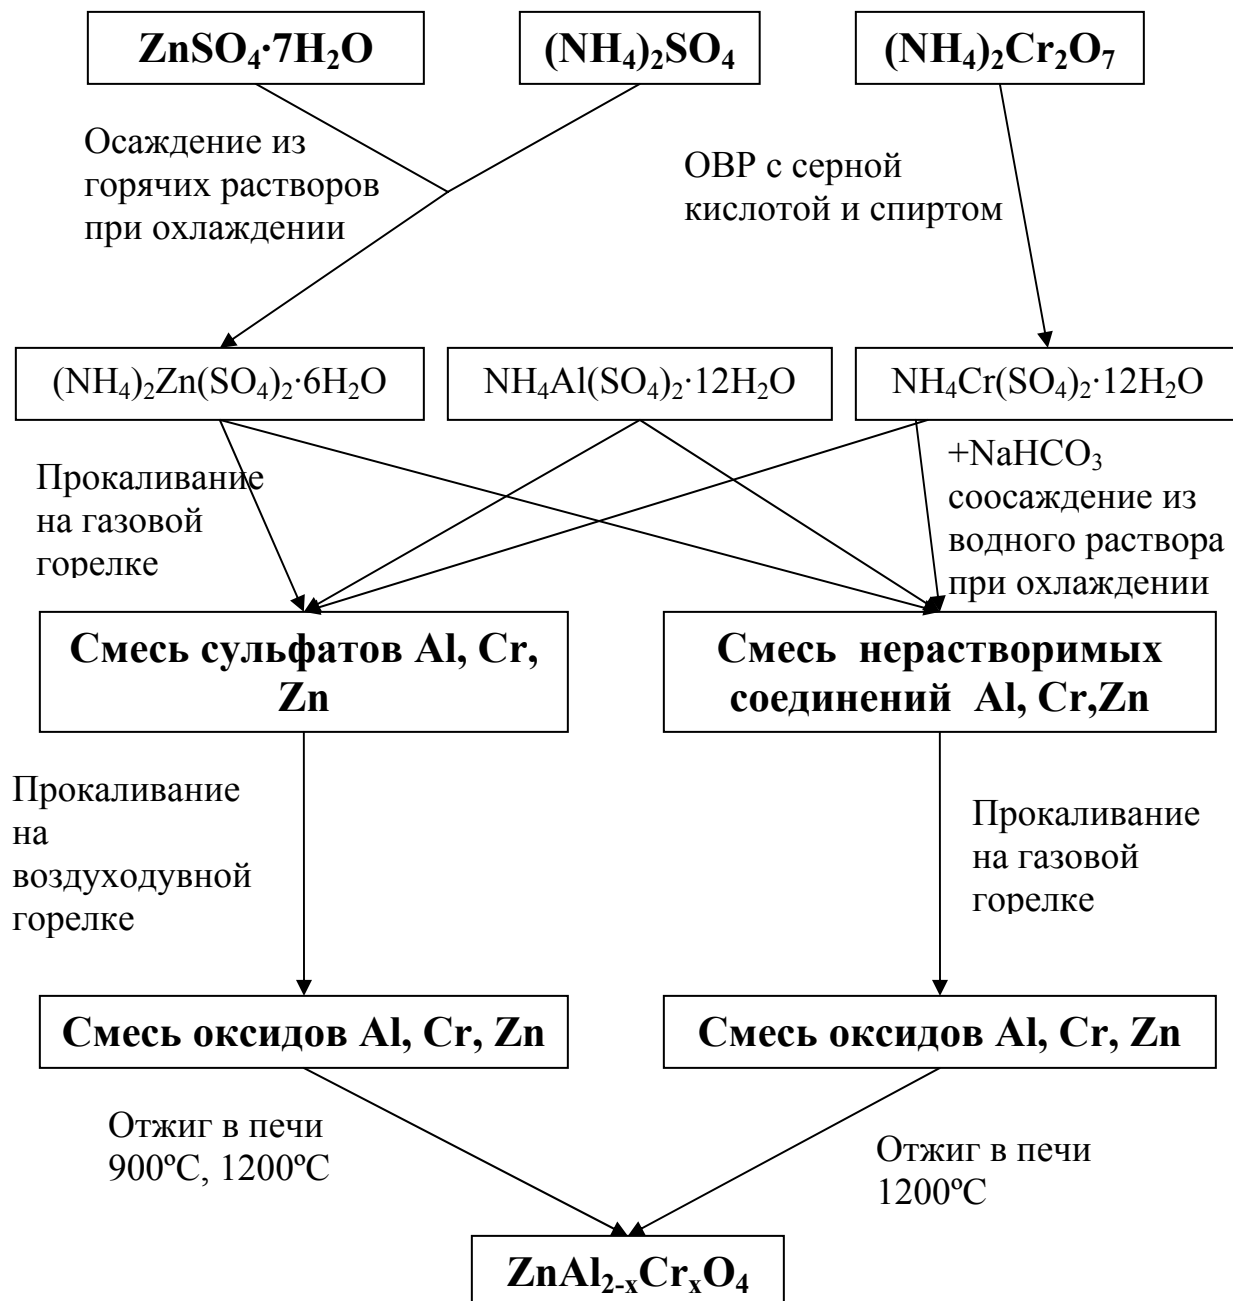 ZnSO₄·7H₂O
(NH₄)₂SO₄
(NH₄)₂Cr₂O₇
Осаждение из
горячих растворов
при охлаждении
ОВР с серной
кислотой и спиртом
(NH₄)₂Zn(SO₄)₂·6H₂O
NH₄Al(SO₄)₂·12H₂O
NH₄Cr(SO₄)₂·12H₂O
Прокаливание
на газовой
горелке
+NaHCO₃
соосаждение из
водного раствора
при охлаждении
Смесь сульфатов Al, Cr,
Zn
Смесь нерастворимых
соединений Al, Cr,Zn
Прокаливание
на
воздуходувной
горелке
Прокаливание
на газовой
горелке
Смесь оксидов Al, Cr, Zn
Смесь оксидов Al, Cr, Zn
Отжиг в печи
900ºС, 1200ºС
Отжиг в печи
1200ºС
ZnAl₂₋ₓCrₓO₄